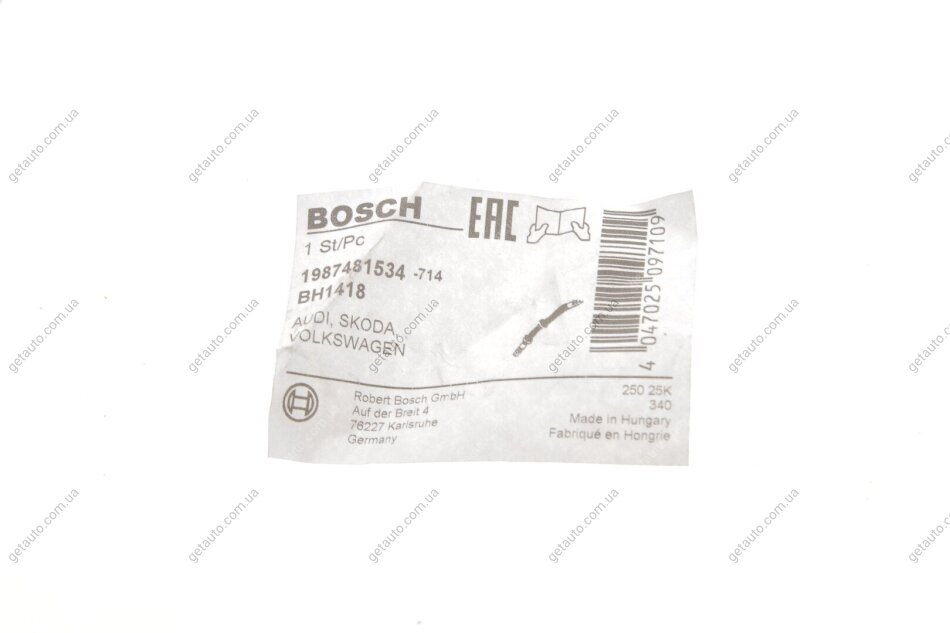 BOSCH
EAC
1 St/Pc
1987481534 -714
BH1418
AUDI, SKODA,
VOLKSWAGEN
4 047025 097109
Robert Bosch GmbH
Auf der Breit 4
76227 Karlsruhe
Germany
250 25K
340
Made in Hungary
Fabriqué en Hongrie
getauto.com.ua